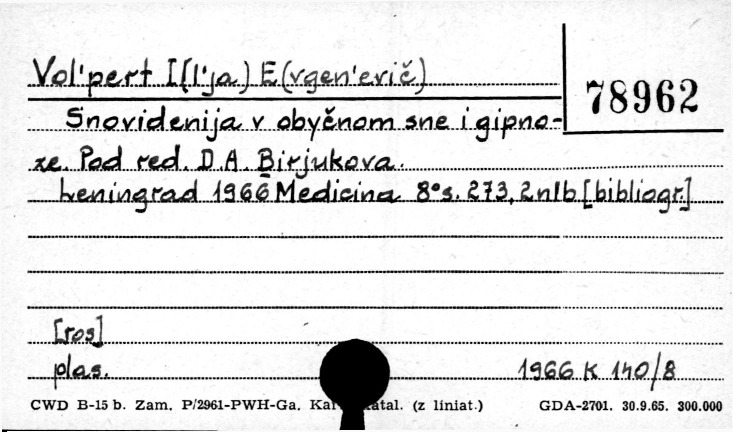 Vol'pert I(l'ja) E(vgen'evič)
78962
Snovidenija v obyčnom sne i gipno-
ze. Pod red. D.A. Birjukova.
Leningrad 1966 Medicina 8°s. 273, 2nlb [bibliogr.]
[ros]
plas.
1966 K 140/8
CWD B-15 b. Zam. P/2961-PWH-Ga. (z liniat.)
GDA-2701. 30.9.65. 300.000